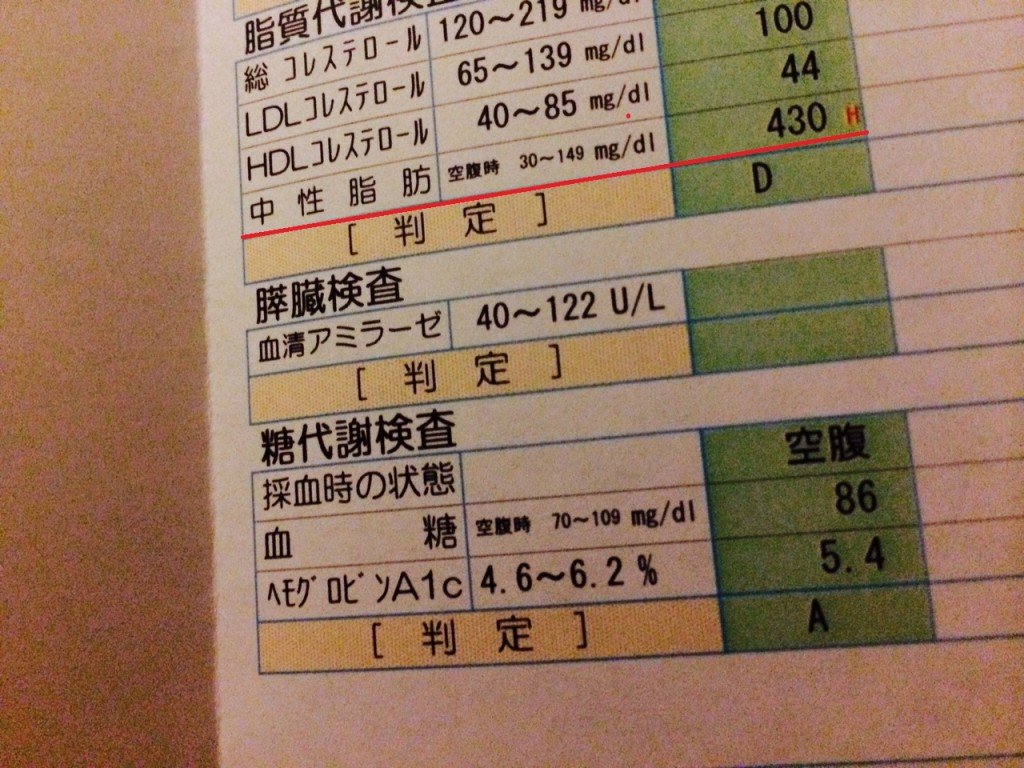 脂質代謝検査
総 コレステロール 120～219 mg/dl
LDLコレステロール 65～139 mg/dl 100
HDLコレステロール 40～85 mg/dl 44
中性脂肪 空腹時 30～149 mg/dl 430 H
[ 判 定 ] D
膵臓検査
血清アミラーゼ 40～122 U/L
[ 判 定 ]
糖代謝検査
採血時の状態 空腹
血糖 空腹時 70～109 mg/dl 86
ﾍﾓｸﾞﾛﾋﾞﾝA1c 4.6～6.2 % 5.4
[ 判 定 ] A